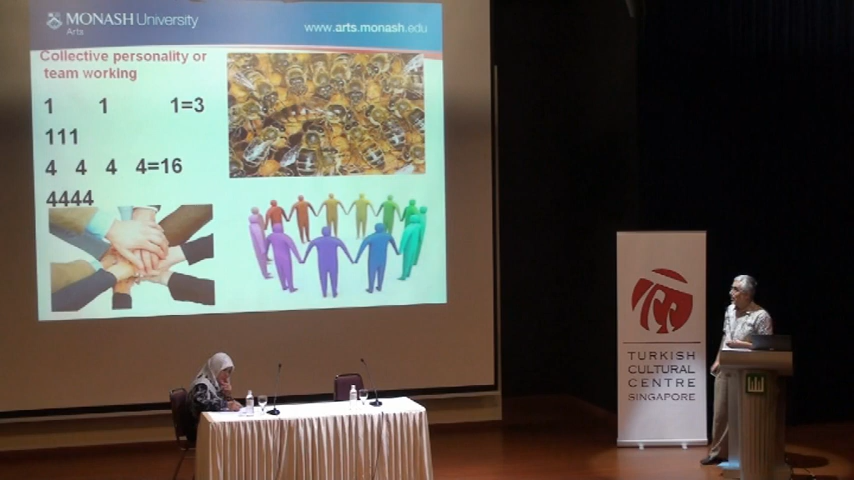 MONASH University
Arts
www.arts.monash.edu
Collective personality or
team working
1 1 1=3
111
4 4 4 4=16
4444
TURKISH
CULTURAL
CENTRE
SINGAPORE